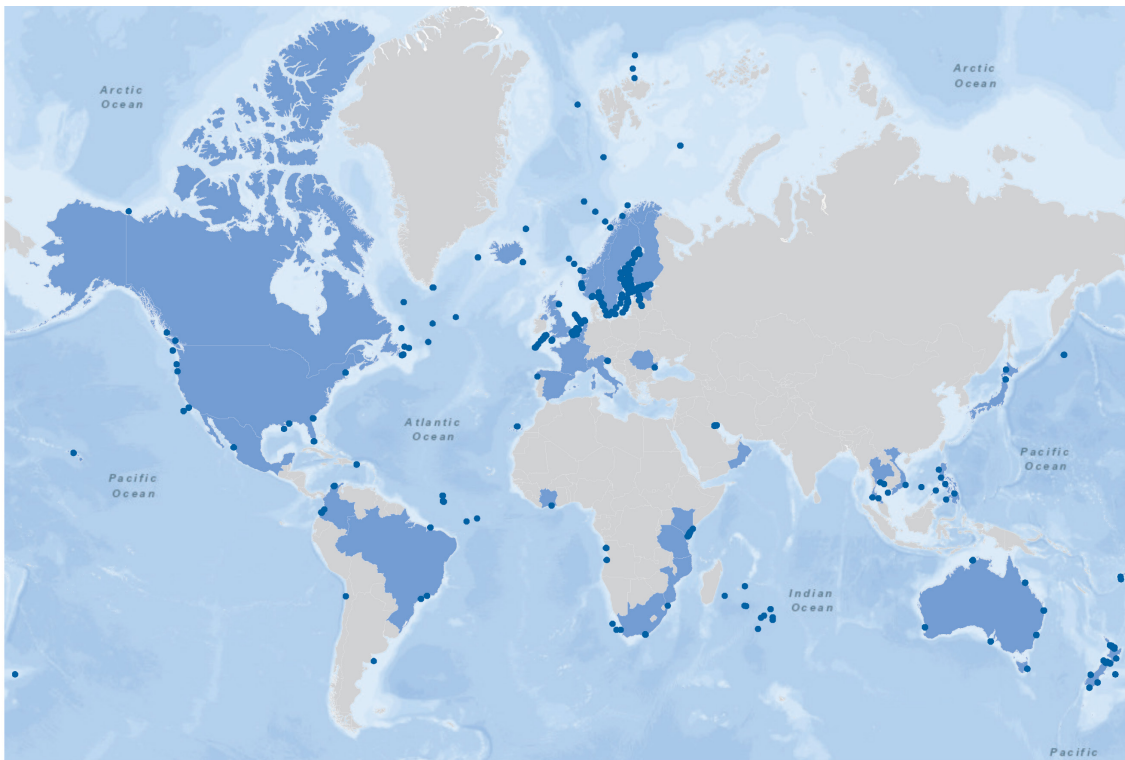 Arctic
Ocean
Arctic
Ocean
Atlantic
Ocean
Pacific
Ocean
Pacific
Ocean
Indian
Ocean
Pacific